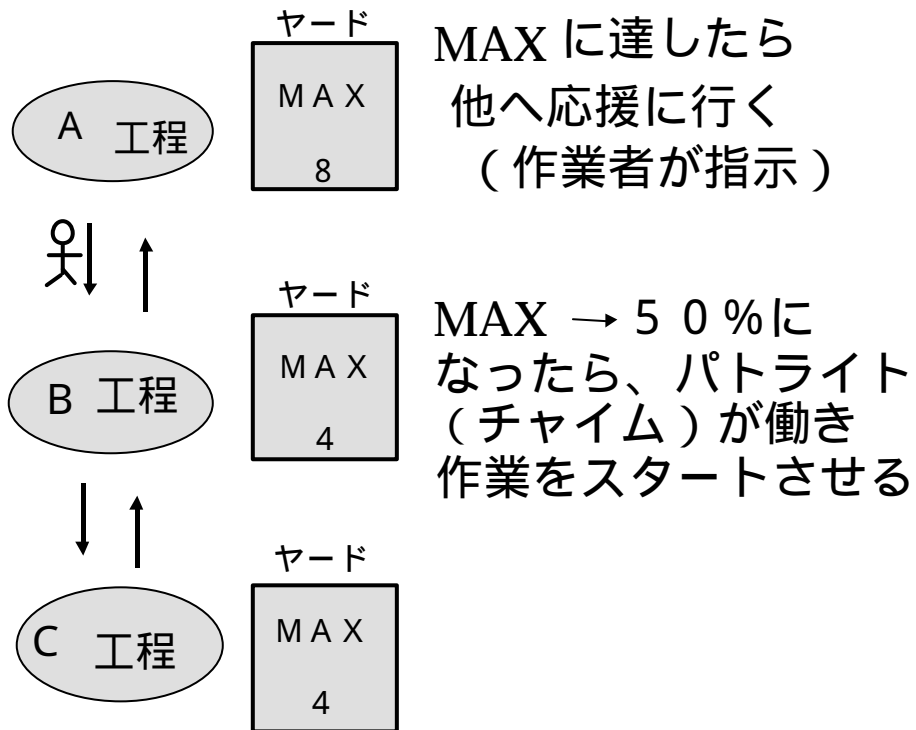 ヤード
A 工程
MAX
8
MAX に達したら
他へ応援に行く
(作業者が指示)
ヤード
B 工程
MAX
4
MAX → 50%に
なったら、パトライト
(チャイム)が働き
作業をスタートさせる
ヤード
C 工程
MAX
4